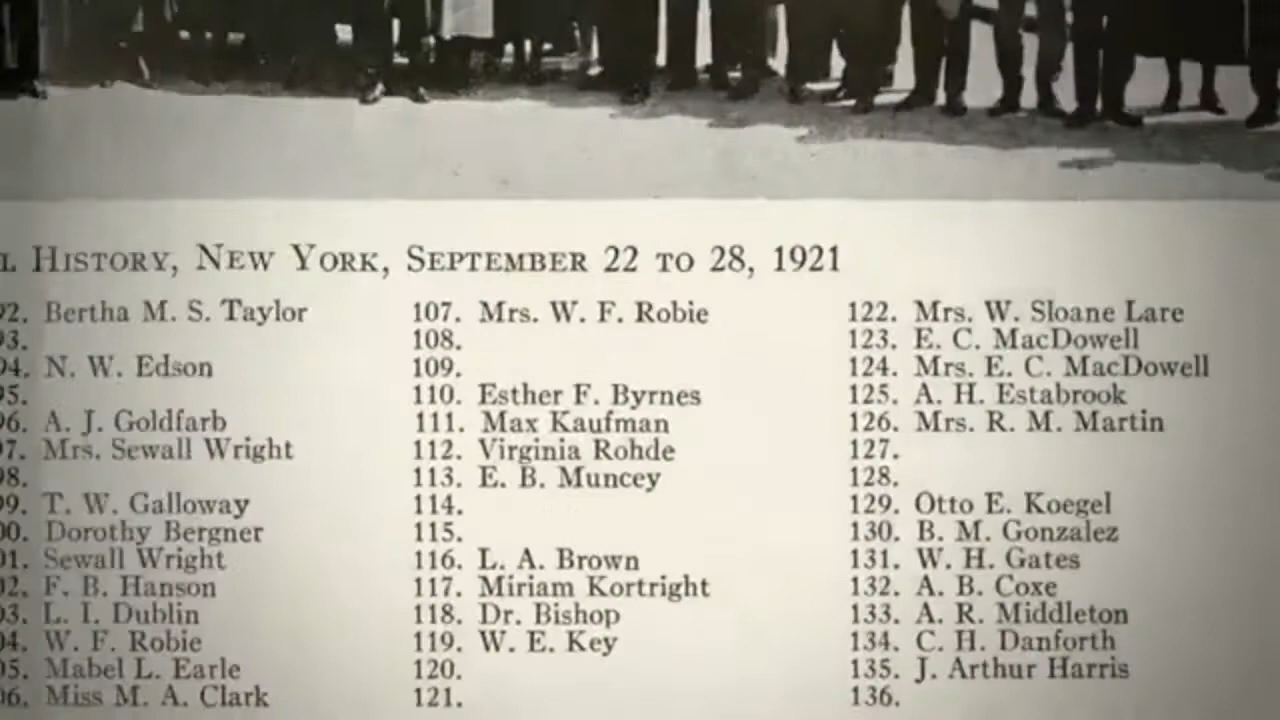 L HISTORY, NEW YORK, SEPTEMBER 22 TO 28, 1921
92. Bertha M. S. Taylor
93.
94. N. W. Edson
95.
96. A. J. Goldfarb
97. Mrs. Sewall Wright
98.
99. T. W. Galloway
00. Dorothy Bergner
01. Sewall Wright
02. F. B. Hanson
03. L. I. Dublin
04. W. F. Robie
05. Mabel L. Earle
06. Miss M. A. Clark
107. Mrs. W. F. Robie
108.
109.
110. Esther F. Byrnes
111. Max Kaufman
112. Virginia Rohde
113. E. B. Muncey
114.
115.
116. L. A. Brown
117. Miriam Kortright
118. Dr. Bishop
119. W. E. Key
120.
121.
122. Mrs. W. Sloane Lare
123. E. C. MacDowell
124. Mrs. E. C. MacDowell
125. A. H. Estabrook
126. Mrs. R. M. Martin
127.
128.
129. Otto E. Koegel
130. B. M. Gonzalez
131. W. H. Gates
132. A. B. Coxe
133. A. R. Middleton
134. C. H. Danforth
135. J. Arthur Harris
136.